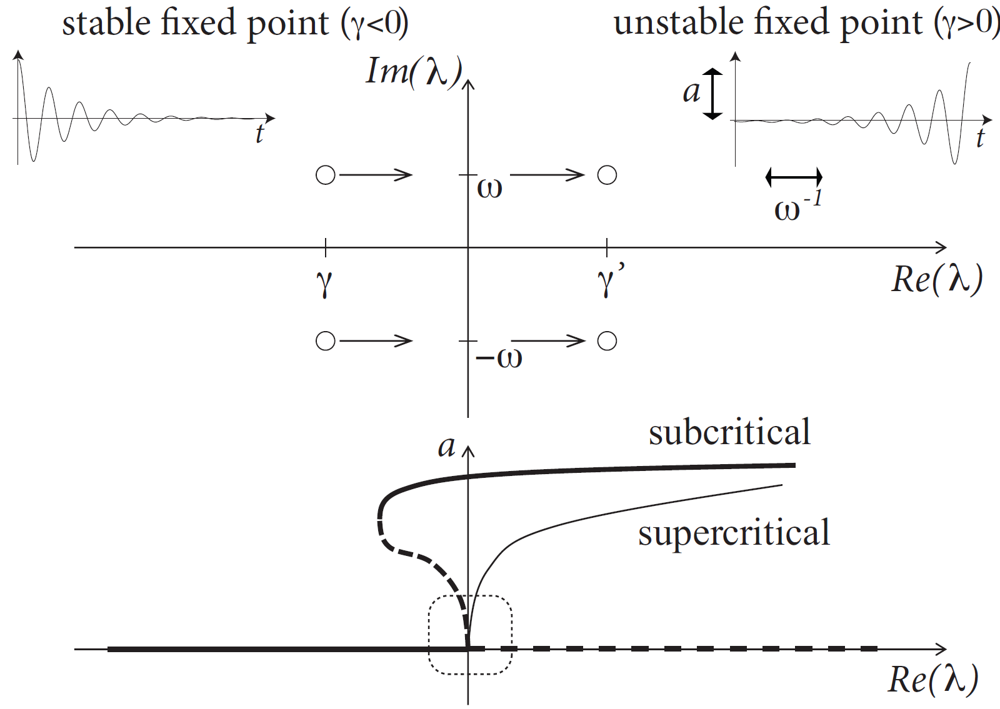 stable fixed point (γ<0)
unstable fixed point (γ>0)
Im(λ)
a
t
t
ω
ω⁻¹
γ
γ’
Re(λ)
−ω
a
subcritical
supercritical
Re(λ)